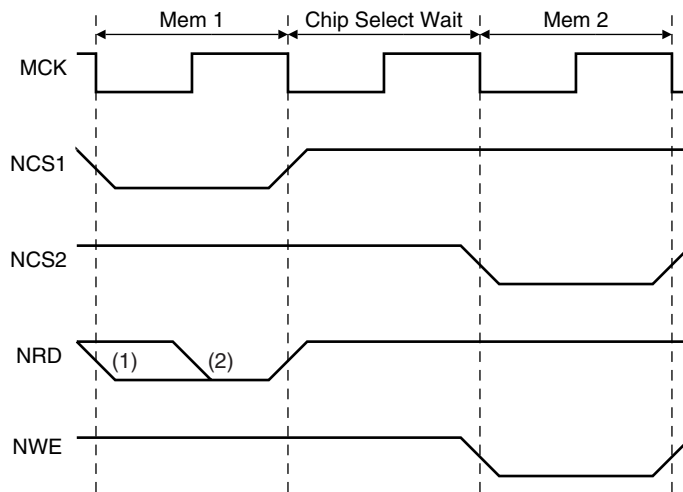 Mem 1 Chip Select Wait Mem 2
MCK
NCS1
NCS2
NRD (1) (2)
NWE